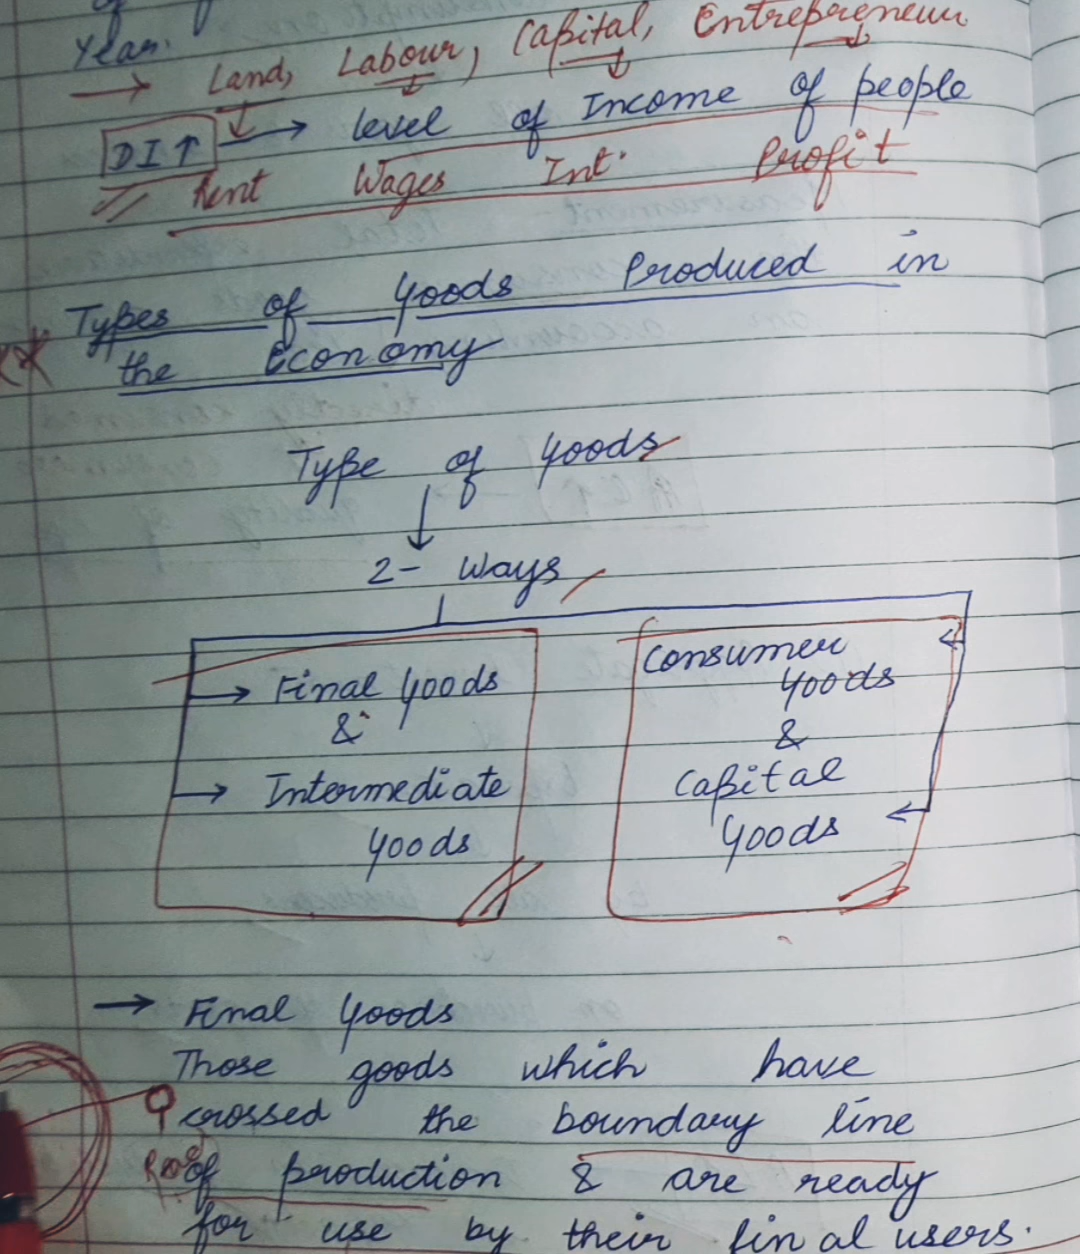 Year.
→ Land, Labour, Capital, Entrepreneur
DI↑ → level of Income of people
Rent Wages Int. Profit
Types of Goods Produced in
the Economy
Type of Goods
2- Ways
→ Final Goods
&
→ Intermediate
Goods
Consumer
Goods
&
Capital
Goods
→ Final Goods
Those goods which have
crossed the boundary line
of production & are ready
for use by their final users.